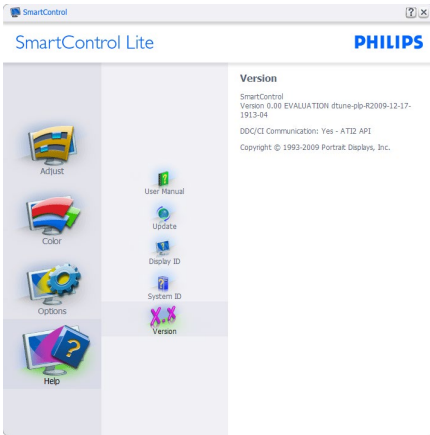 SmartControl
SmartControl Lite
PHILIPS
Adjust
Color
Options
Help
User Manual
Update
Display ID
System ID
X.X
Version
Version
SmartControl
Version 0.00 EVALUATION dtune-plp-R2009-12-17-
1913-04
DDC/CI Communication: Yes - ATI2 API
Copyright © 1993-2009 Portrait Displays, Inc.